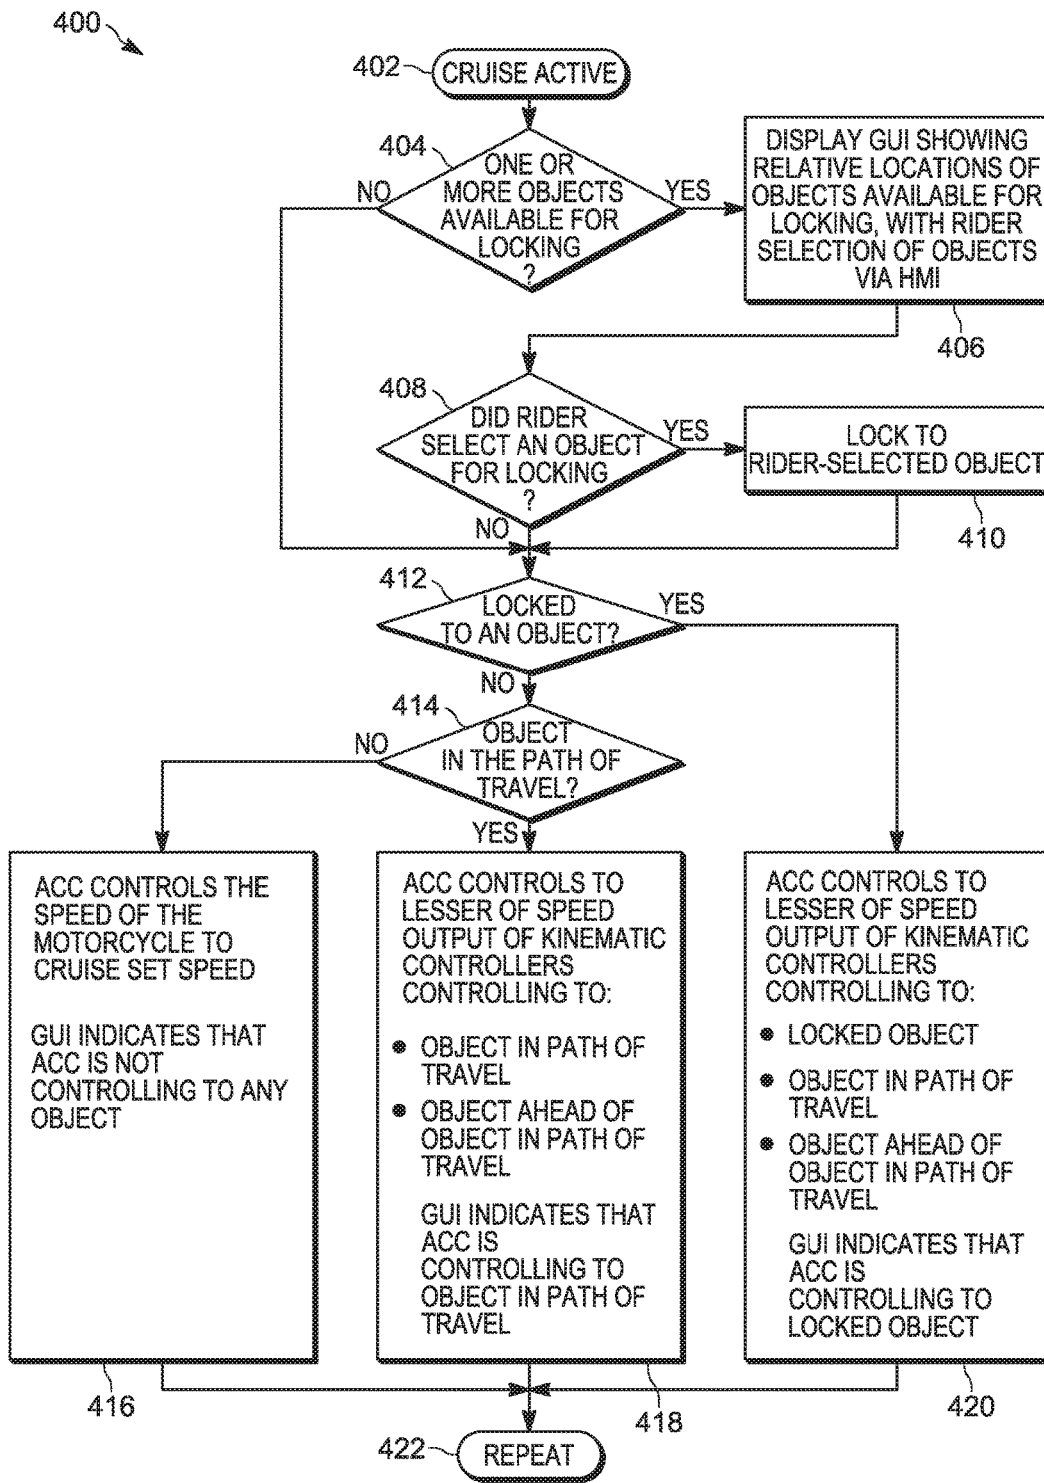 400
402
CRUISE ACTIVE
404
ONE OR
MORE OBJECTS
AVAILABLE FOR
LOCKING
?
NO
YES
DISPLAY GUI SHOWING
RELATIVE LOCATIONS OF
OBJECTS AVAILABLE FOR
LOCKING, WITH RIDER
SELECTION OF OBJECTS
VIA HMI
406
408
DID RIDER
SELECT AN OBJECT
FOR LOCKING
?
YES
NO
LOCK TO
RIDER-SELECTED OBJECT
410
412
LOCKED
TO AN OBJECT?
YES
NO
414
OBJECT
IN THE PATH OF
TRAVEL?
NO
YES
ACC CONTROLS THE
SPEED OF THE
MOTORCYCLE TO
CRUISE SET SPEED
GUI INDICATES THAT
ACC IS NOT
CONTROLLING TO ANY
OBJECT
416
ACC CONTROLS TO
LESSER OF SPEED
OUTPUT OF KINEMATIC
CONTROLLERS
CONTROLLING TO:
● OBJECT IN PATH OF
TRAVEL
● OBJECT AHEAD OF
OBJECT IN PATH OF
TRAVEL
GUI INDICATES THAT
ACC IS
CONTROLLING TO
OBJECT IN PATH OF
TRAVEL
418
ACC CONTROLS TO
LESSER OF SPEED
OUTPUT OF KINEMATIC
CONTROLLERS
CONTROLLING TO:
● LOCKED OBJECT
● OBJECT IN PATH OF
TRAVEL
● OBJECT AHEAD OF
OBJECT IN PATH OF
TRAVEL
GUI INDICATES THAT
ACC IS
CONTROLLING TO
LOCKED OBJECT
420
422
REPEAT